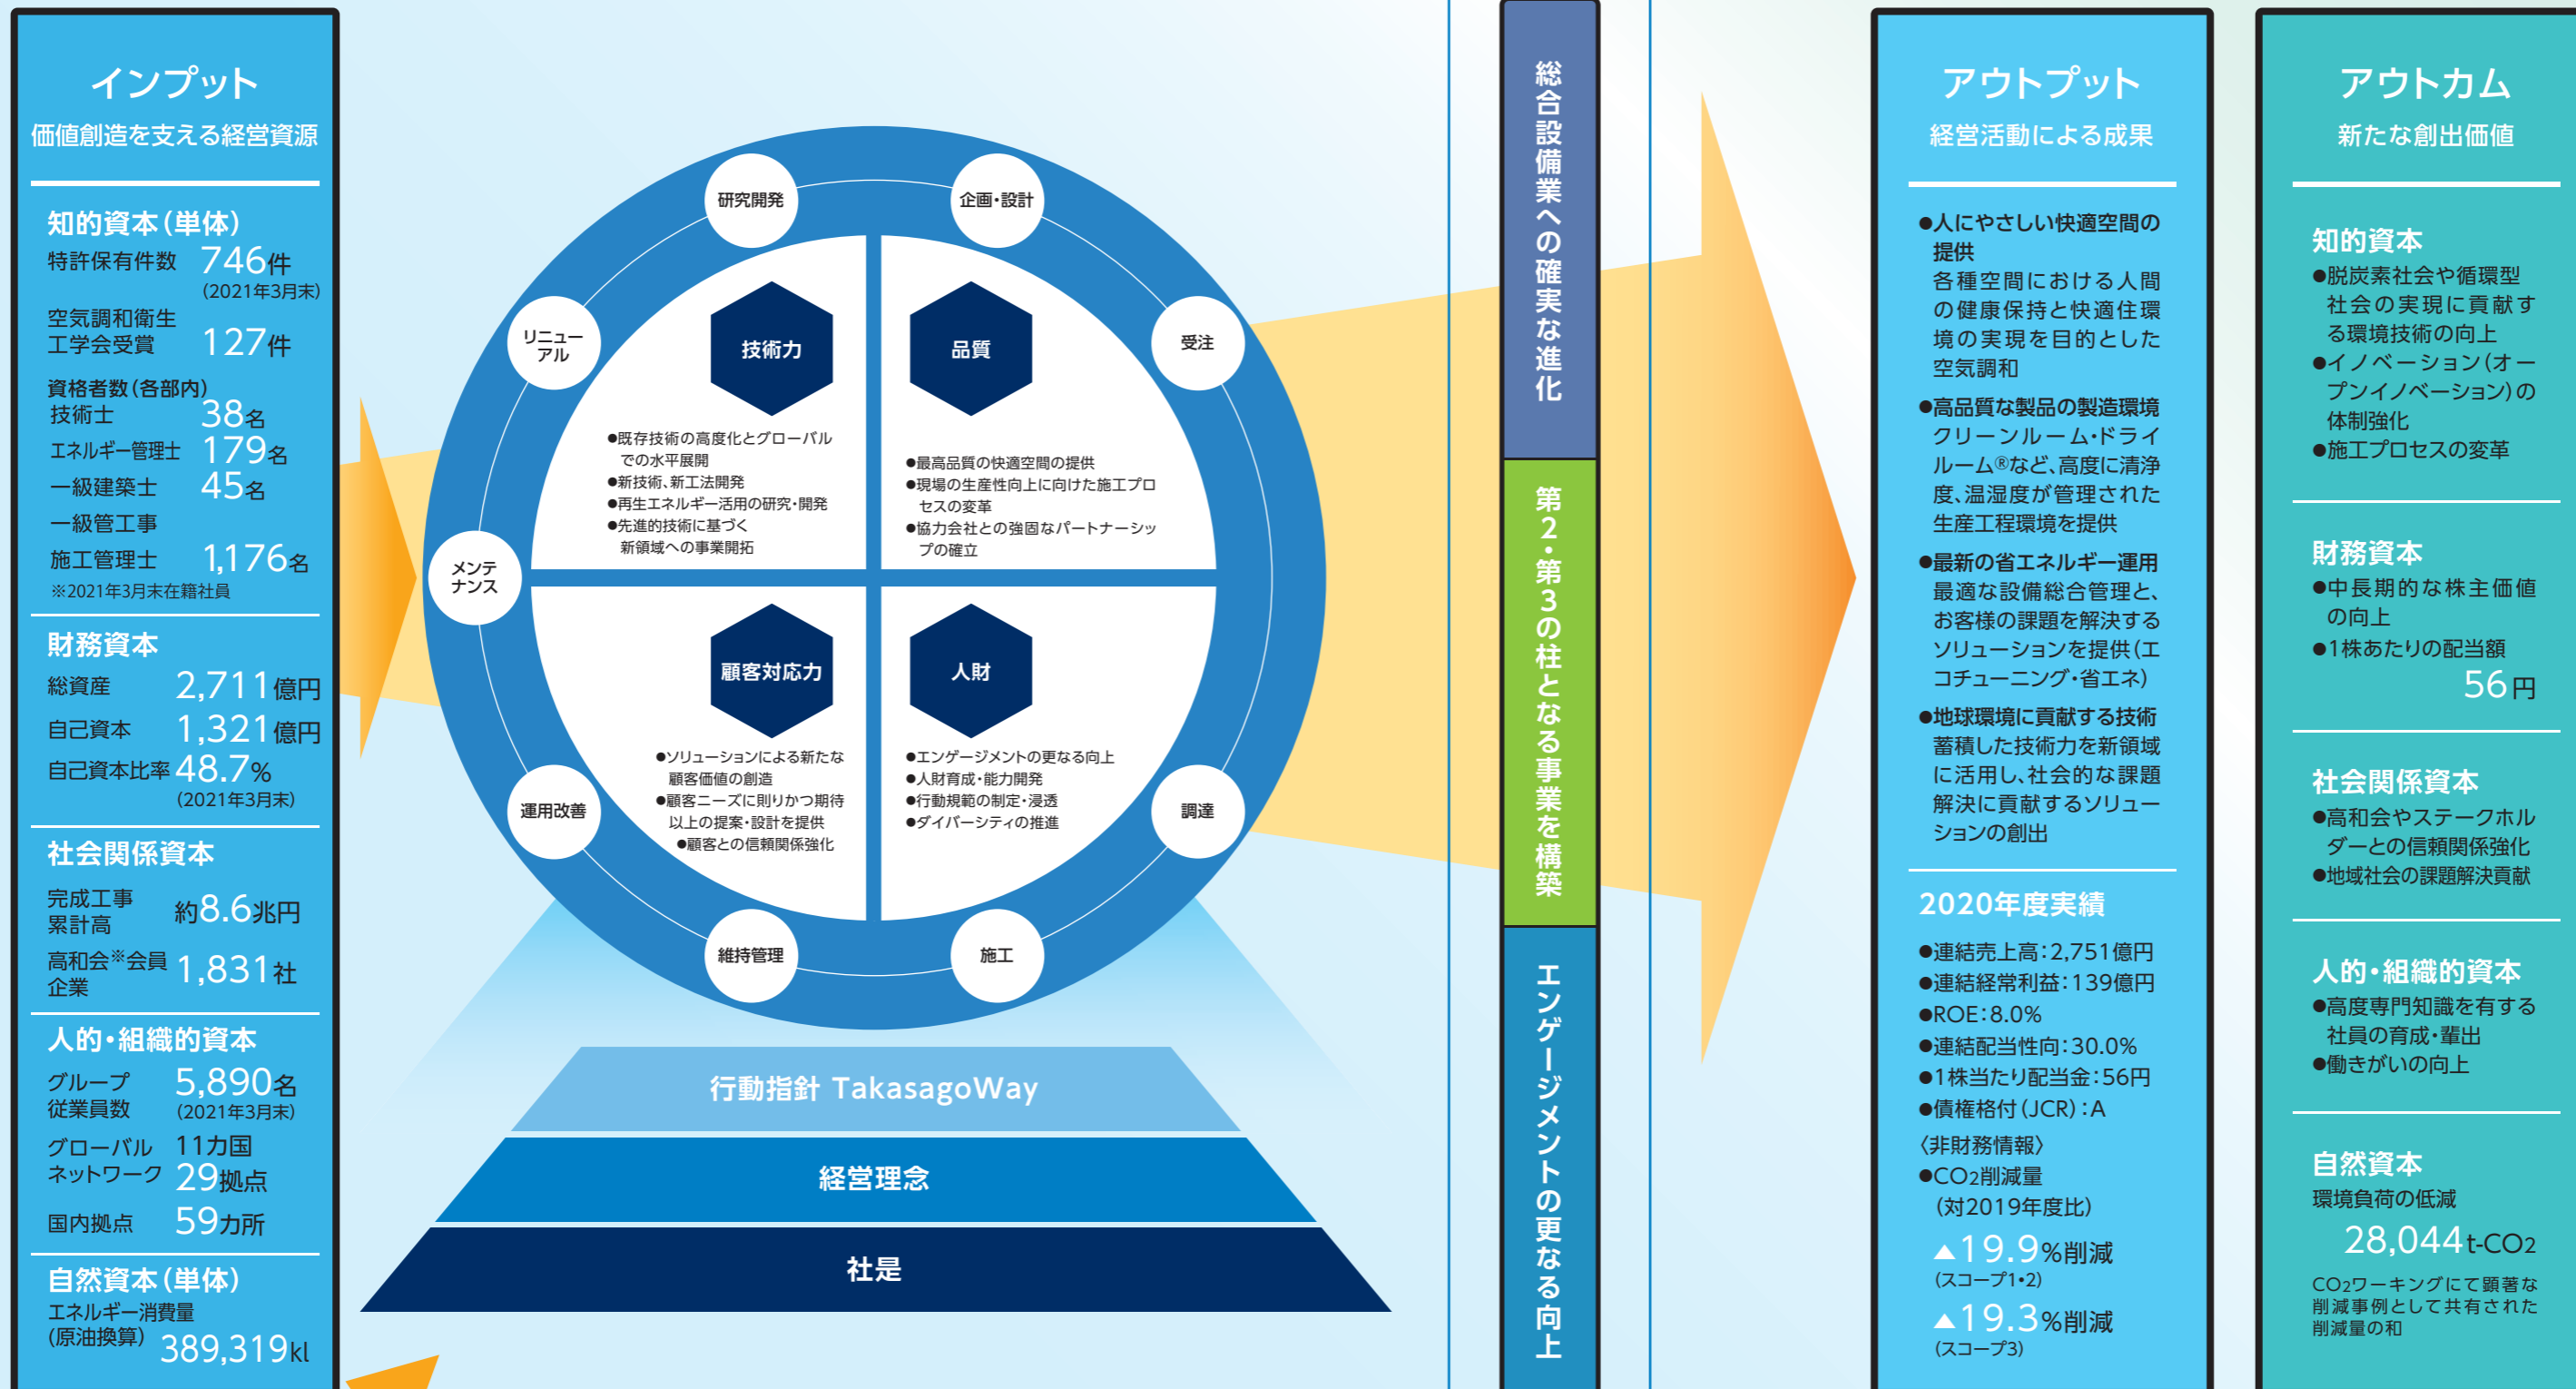 インプット
価値創造を支える経営資源
知的資本(単体)
特許保有件数 746件
(2021年3月末)
空気調和衛生
工学会受賞 127件
資格者数(各部内)
技術士 38名
エネルギー管理士 179名
一級建築士 45名
一級管工事
施工管理士 1,176名
※2021年3月末在籍社員
財務資本
総資産 2,711億円
自己資本 1,321億円
自己資本比率 48.7%
(2021年3月末)
社会関係資本
完成工事
累計高 約8.6兆円
高和会※会員
企業 1,831社
人的・組織的資本
グループ
従業員数 5,890名
(2021年3月末)
グローバル
ネットワーク 11カ国
29拠点
国内拠点 59カ所
自然資本(単体)
エネルギー消費量
(原油換算) 389,319kl
研究開発
企画・設計
受注
調達
施工
維持管理
運用改善
メンテ
ナンス
リニュー
アル
技術力
●既存技術の高度化とグローバル
での水平展開
●新技術、新工法開発
●再生エネルギー活用の研究・開発
●先進的技術に基づく
新領域への事業開拓
品質
●最高品質の快適空間の提供
●現場の生産性向上に向けた施工プロ
セスの変革
●協力会社との強固なパートナーシッ
プの確立
顧客対応力
●ソリューションによる新たな
顧客価値の創造
●顧客ニーズに則りかつ期待
以上の提案・設計を提供
●顧客との信頼関係強化
人財
●エンゲージメントの更なる向上
●人財育成・能力開発
●行動規範の制定・浸透
●ダイバーシティの推進
行動指針 TakasagoWay
経営理念
社是
総合設備業への確実な進化
第2・第3の柱となる事業を構築
エンゲージメントの更なる向上
アウトプット
経営活動による成果
●人にやさしい快適空間の
提供
各種空間における人間
の健康保持と快適住環
境の実現を目的とした
空気調和
●高品質な製品の製造環境
クリーンルーム・ドライ
ルーム®など、高度に清浄
度、温湿度が管理された
生産工程環境を提供
●最新の省エネルギー運用
最適な設備総合管理と、
お客様の課題を解決する
ソリューションを提供(エ
コチューニング・省エネ)
●地球環境に貢献する技術
蓄積した技術力を新領域
に活用し、社会的な課題
解決に貢献するソリュー
ションの創出
2020年度実績
●連結売上高:2,751億円
●連結経常利益:139億円
●ROE:8.0%
●連結配当性向:30.0%
●1株当たり配当金:56円
●債権格付(JCR):A
〈非財務情報〉
●CO2削減量
(対2019年度比)
▲19.9%削減
(スコープ1・2)
▲19.3%削減
(スコープ3)
アウトカム
新たな創出価値
知的資本
●脱炭素社会や循環型
社会の実現に貢献す
る環境技術の向上
●イノベーション(オー
プンイノベーション)の
体制強化
●施工プロセスの変革
財務資本
●中長期的な株主価値
の向上
●1株あたりの配当額
56円
社会関係資本
●高和会やステークホル
ダーとの信頼関係強化
●地域社会の課題解決貢献
人的・組織的資本
●高度専門知識を有する
社員の育成・輩出
●働きがいの向上
自然資本
環境負荷の低減
28,044t-CO2
CO2ワーキングにて顕著な
削減事例として共有された
削減量の和